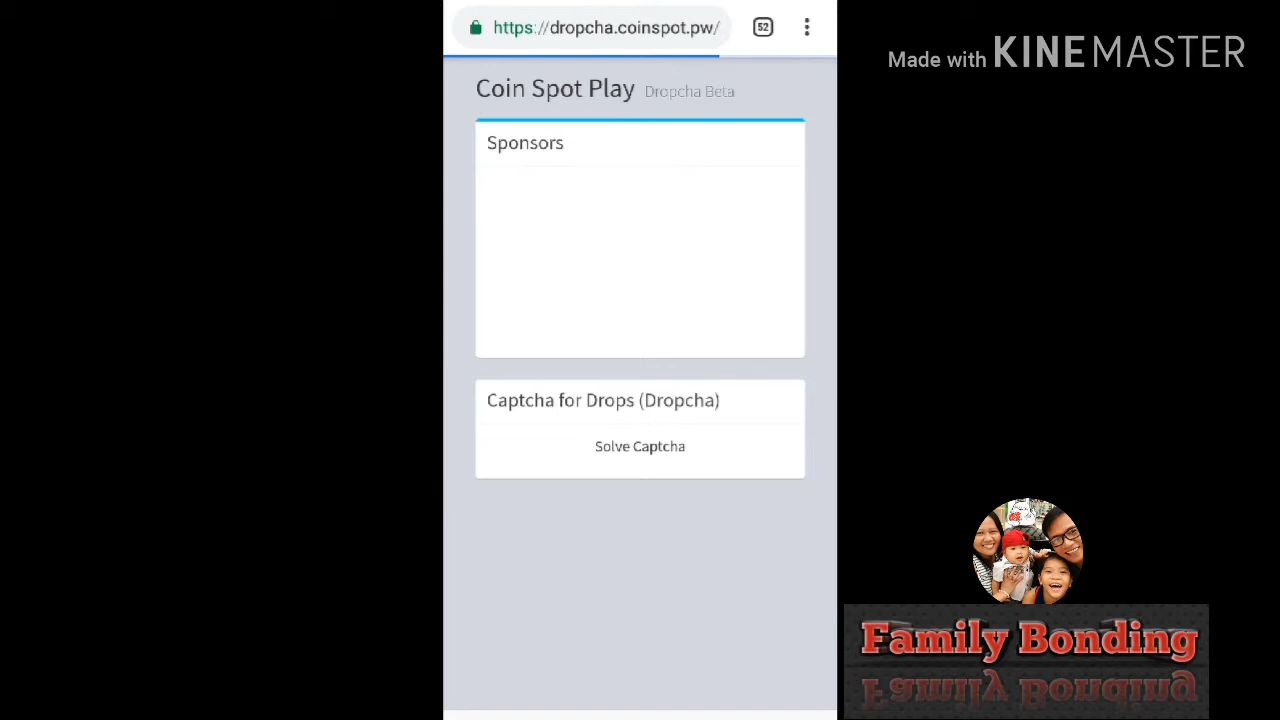 https://dropcha.coinspot.pw/
52
Made with KINEMASTER
Coin Spot Play Dropcha Beta
Sponsors
Captcha for Drops (Dropcha)
Solve Captcha
Family Bonding